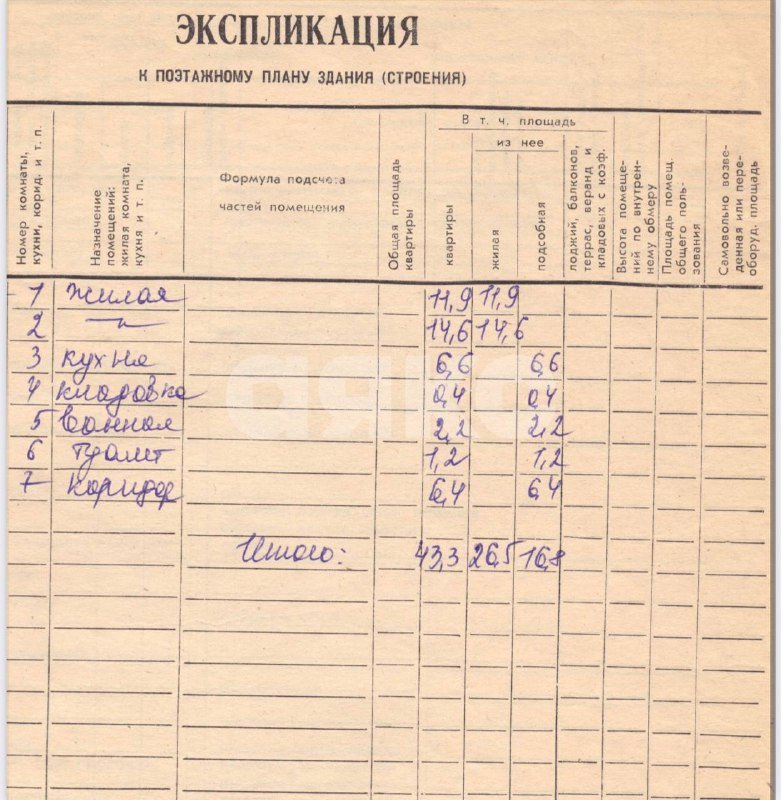 ЭКСПЛИКАЦИЯ
К ПОЭТАЖНОМУ ПЛАНУ ЗДАНИЯ (СТРОЕНИЯ)
Номер комнаты, кухни, корид. и т. п.
Назначение помещений: жилая комната, кухня и т. п.
Формула подсчета частей помещения
Общая площадь квартиры
В т. ч. площадь
квартиры
из нее
жилая
подсобная
лоджий, балконов, террас, веранд и кладовых с коэф.
Высота помещений по внутреннему обмеру
Площадь помещ. общего пользования
Самовольно возведенная или переоборуд. площадь
1 жилая 11,9 11,9
2 —"— 14,6 14,6
3 кухня 6,6 6,6
4 кладовка 0,4 0,4
5 ванная 2,2 2,2
6 туалет 1,2 1,2
7 коридор 6,4 6,4
Итого: 43,3 26,5 16,8
аякс